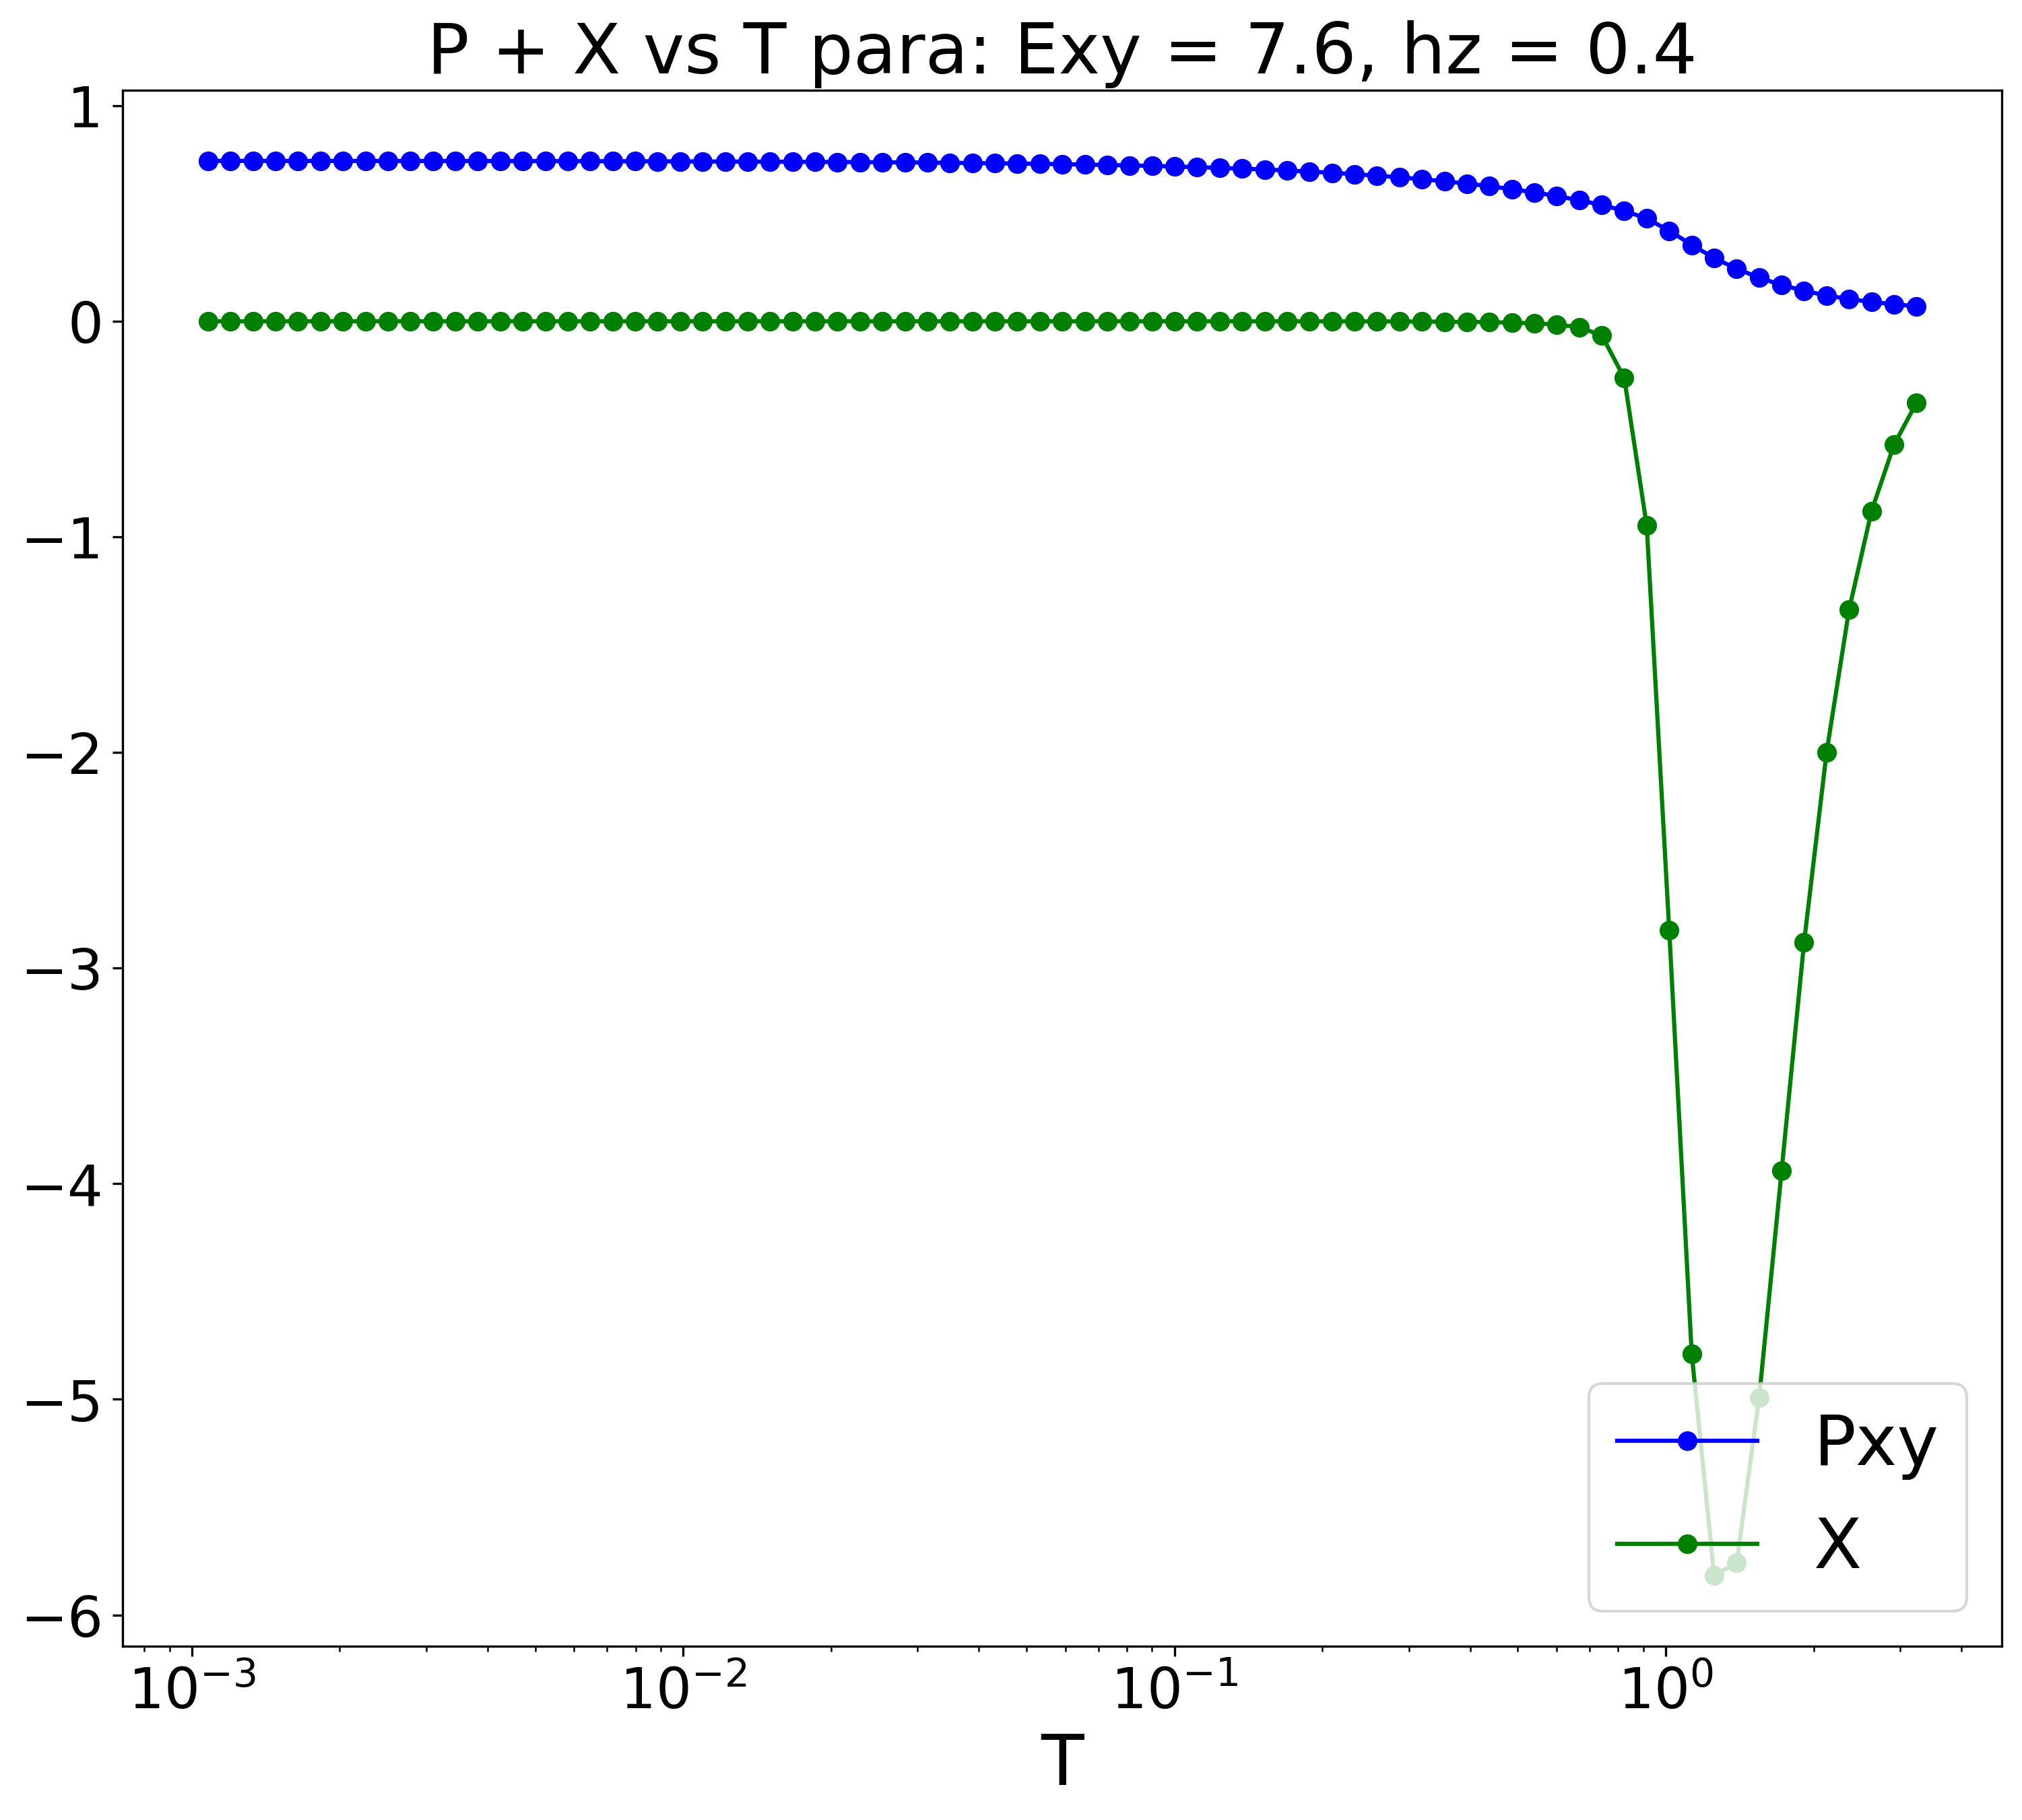 P + X vs T para: Exy = 7.6, hz = 0.4
1
0
−1
−2
−3
−4
−5
−6
Pxy
X
10⁻³ 10⁻² 10⁻¹ 10⁰
T